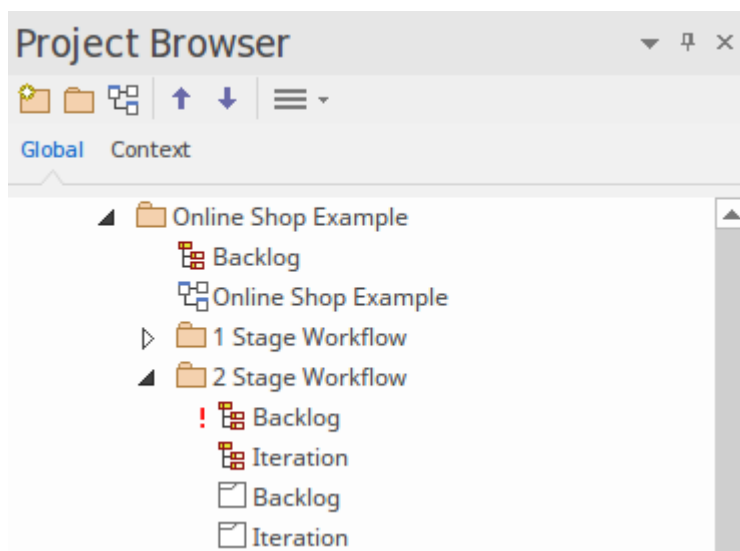 Project Browser
Global Context
Online Shop Example
Backlog
Online Shop Example
1 Stage Workflow
2 Stage Workflow
! Backlog
Iteration
Backlog
Iteration